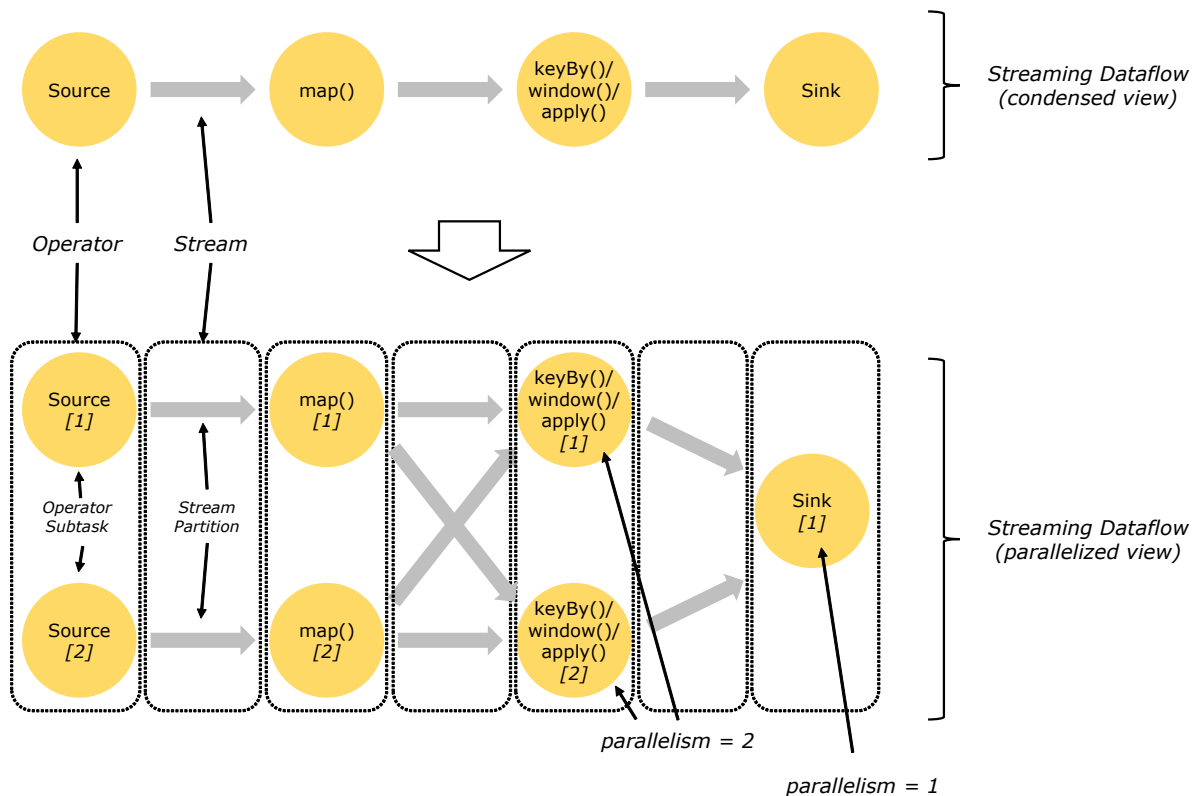 Source
map()
keyBy()/
window()/
apply()
Sink
Streaming Dataflow
(condensed view)
Operator
Stream
Source
[1]
map()
[1]
keyBy()/
window()/
apply()
[1]
Operator
Subtask
Stream
Partition
Sink
[1]
Streaming Dataflow
(parallelized view)
Source
[2]
map()
[2]
keyBy()/
window()/
apply()
[2]
parallelism = 2
parallelism = 1